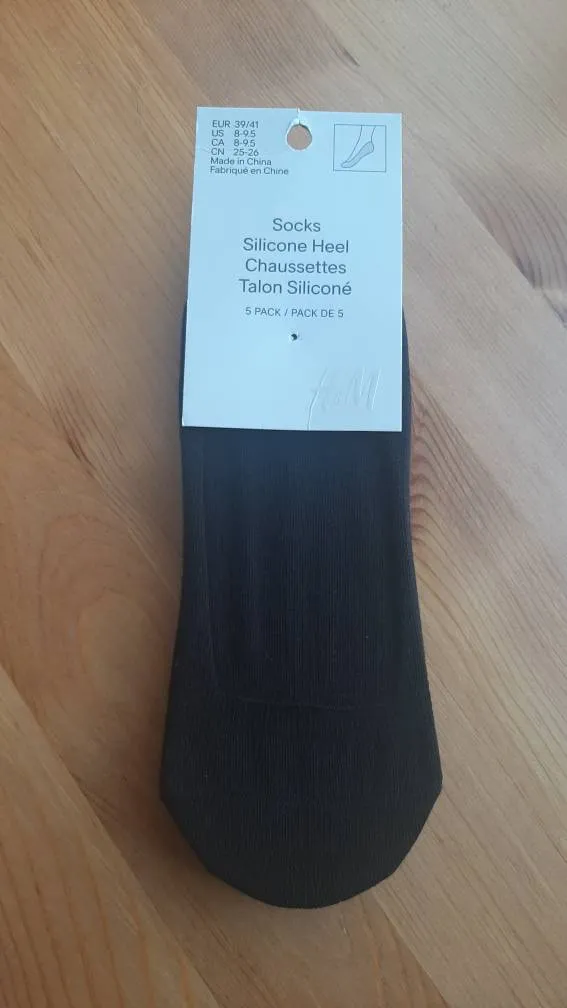 EUR 39/41
US 8-9.5
CA 8-9.5
CN 25-26
Made in China
Fabriqué en Chine
Socks
Silicone Heel
Chaussettes
Talon Siliconé
5 PACK / PACK DE 5
H&M